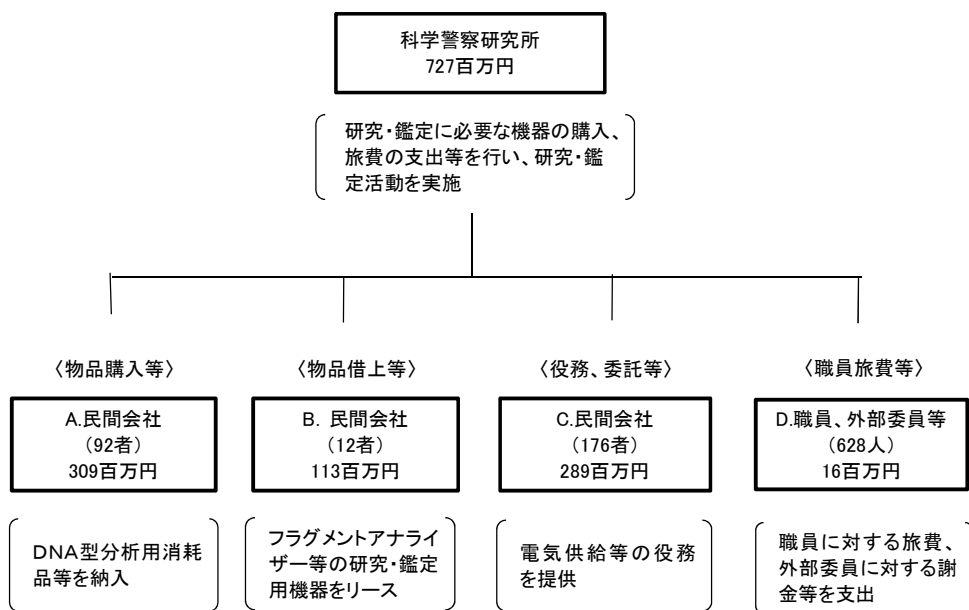 科学警察研究所
727百万円
研究・鑑定に必要な機器の購入、
旅費の支出等を行い、研究・鑑
定活動を実施
〈物品購入等〉
〈物品借上等〉
〈役務、委託等〉
〈職員旅費等〉
A.民間会社
(92者)
309百万円
B. 民間会社
(12者)
113百万円
C.民間会社
(176者)
289百万円
D.職員、外部委員等
(628人)
16百万円
DNA型分析用消耗
品等を納入
フラグメントアナライ
ザー等の研究・鑑定
用機器をリース
電気供給等の役務
を提供
職員に対する旅費、
外部委員に対する謝
金等を支出